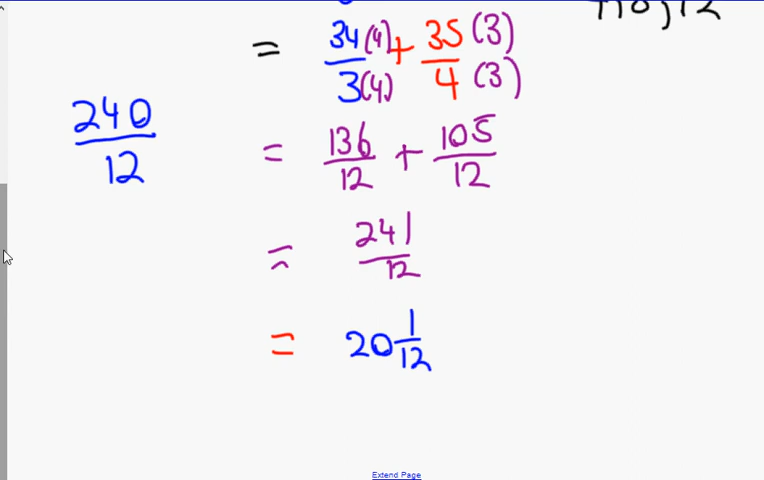 = 34(4)/3(4) + 35(3)/4(3)
240/12
= 136/12 + 105/12
= 241/12
= 20 1/12
Extend Page